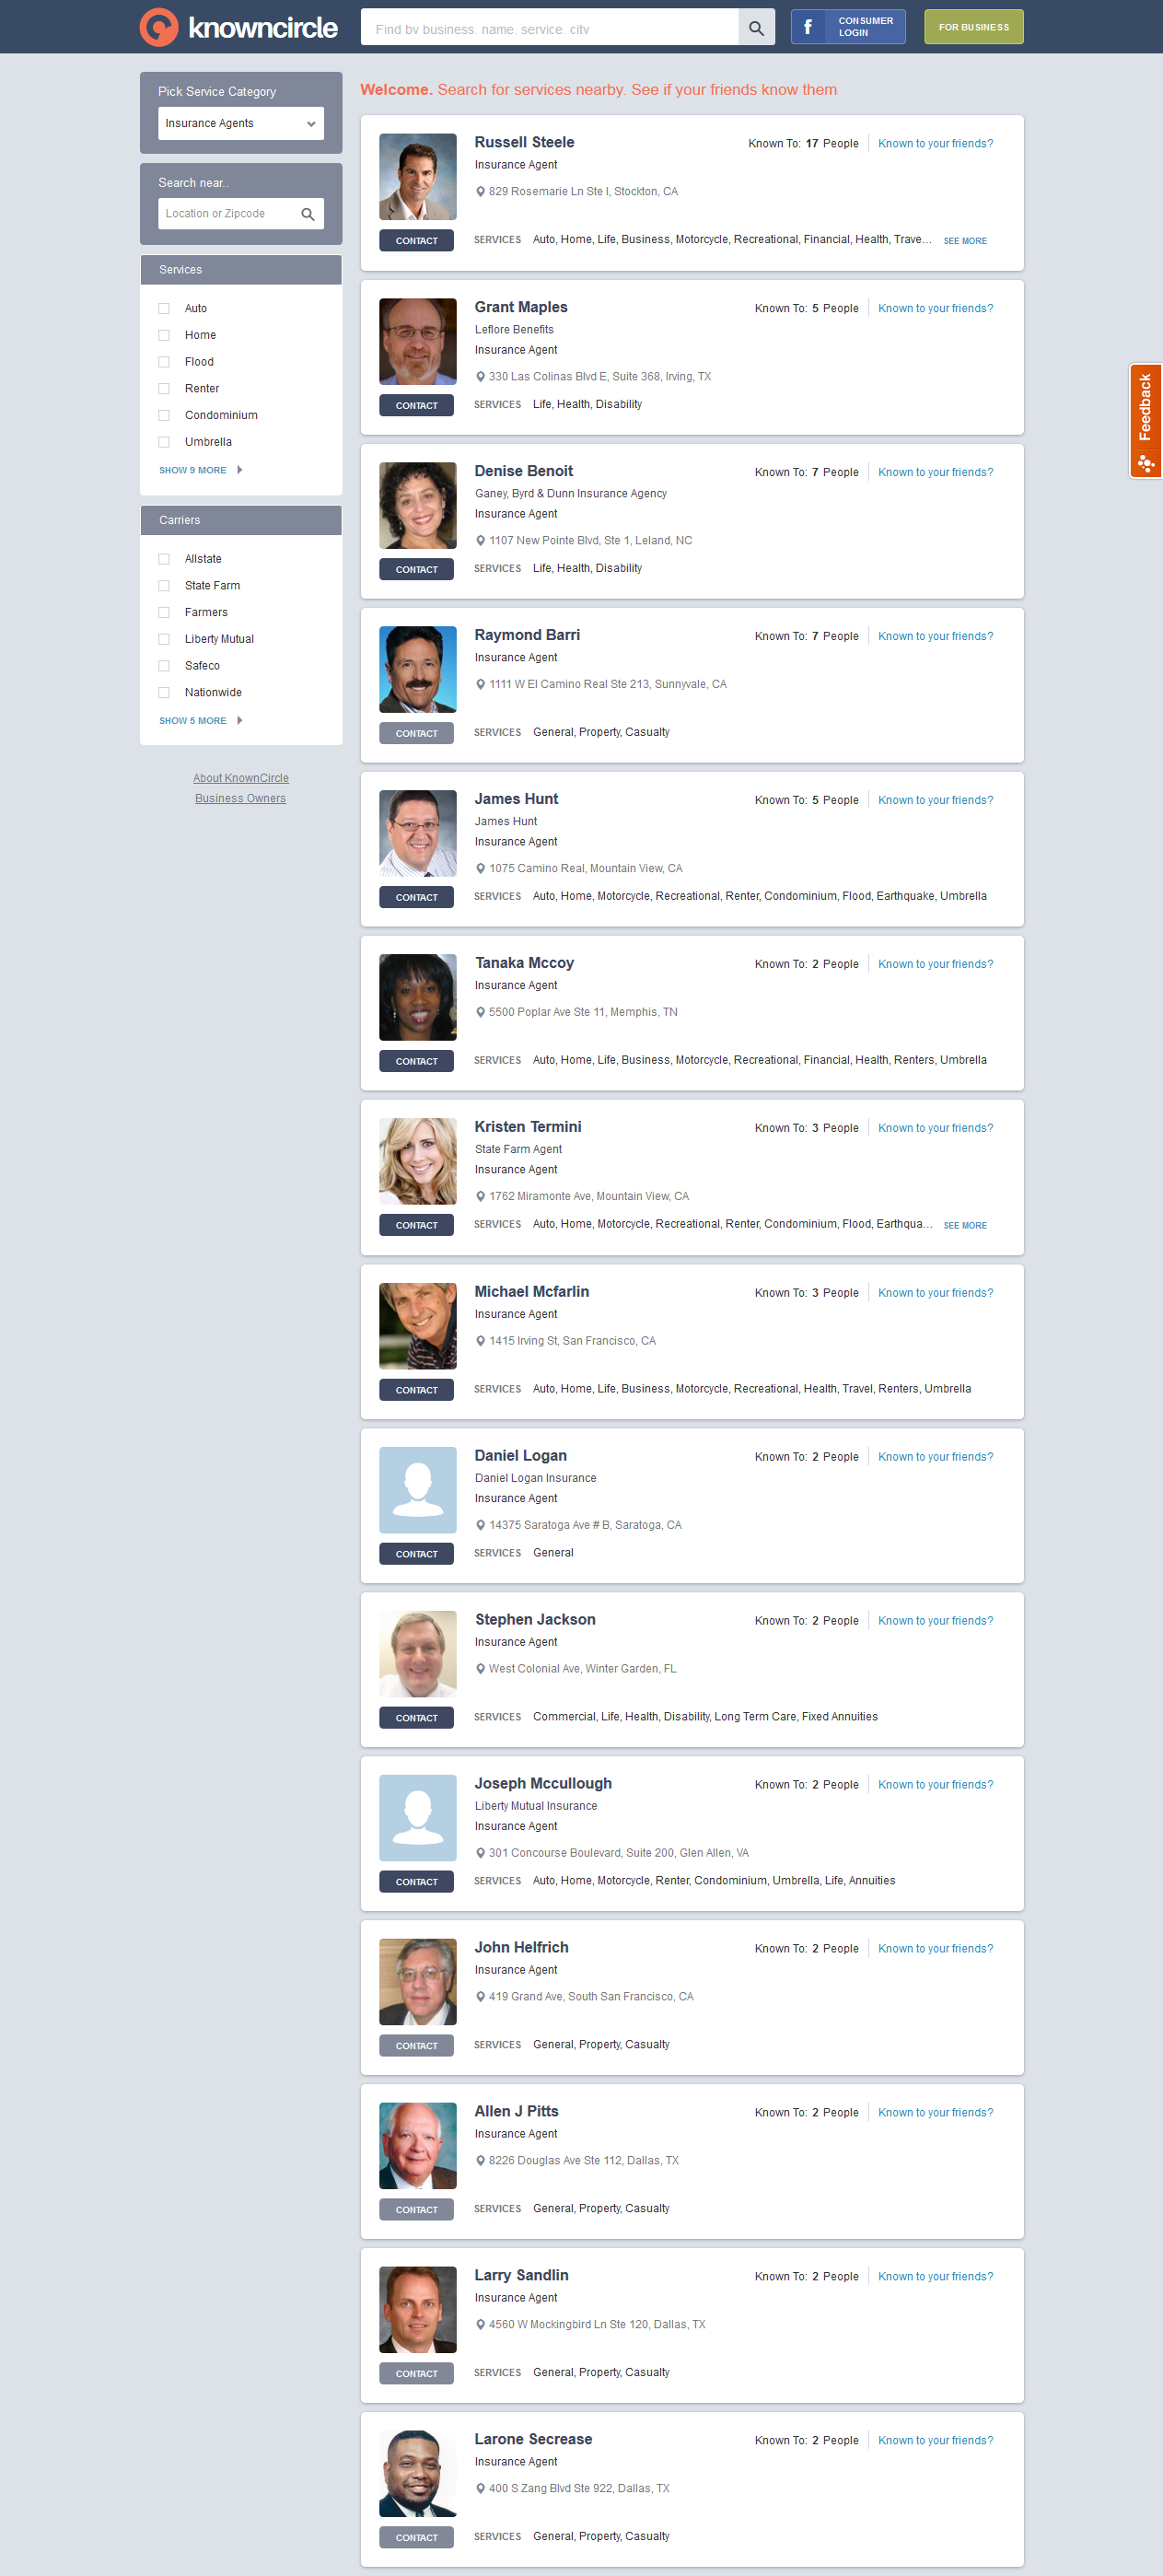 knowncircle
Find by business, name, service, city
f
CONSUMER
LOGIN
FOR BUSINESS
Pick Service Category
Insurance Agents
Search near..
Location or Zipcode
Services
Auto
Home
Flood
Renter
Condominium
Umbrella
SHOW 9 MORE
Carriers
Allstate
State Farm
Farmers
Liberty Mutual
Safeco
Nationwide
SHOW 5 MORE
About KnownCircle
Business Owners
Welcome. Search for services nearby. See if your friends know them
Russell Steele
Known To: 17 People
Known to your friends?
Insurance Agent
829 Rosemarie Ln Ste I, Stockton, CA
CONTACT
SERVICES Auto, Home, Life, Business, Motorcycle, Recreational, Financial, Health, Trave... SEE MORE
Grant Maples
Known To: 5 People
Known to your friends?
Leflore Benefits
Insurance Agent
330 Las Colinas Blvd E, Suite 368, Irving, TX
CONTACT
SERVICES Life, Health, Disability
Denise Benoit
Known To: 7 People
Known to your friends?
Ganey, Byrd & Dunn Insurance Agency
Insurance Agent
1107 New Pointe Blvd, Ste 1, Leland, NC
CONTACT
SERVICES Life, Health, Disability
Raymond Barri
Known To: 7 People
Known to your friends?
Insurance Agent
1111 W El Camino Real Ste 213, Sunnyvale, CA
CONTACT
SERVICES General, Property, Casualty
James Hunt
Known To: 5 People
Known to your friends?
James Hunt
Insurance Agent
1075 Camino Real, Mountain View, CA
CONTACT
SERVICES Auto, Home, Motorcycle, Recreational, Renter, Condominium, Flood, Earthquake, Umbrella
Tanaka Mccoy
Known To: 2 People
Known to your friends?
Insurance Agent
5500 Poplar Ave Ste 11, Memphis, TN
CONTACT
SERVICES Auto, Home, Life, Business, Motorcycle, Recreational, Financial, Health, Renters, Umbrella
Kristen Termini
Known To: 3 People
Known to your friends?
State Farm Agent
Insurance Agent
1762 Miramonte Ave, Mountain View, CA
CONTACT
SERVICES Auto, Home, Motorcycle, Recreational, Renter, Condominium, Flood, Earthqua... SEE MORE
Michael Mcfarlin
Known To: 3 People
Known to your friends?
Insurance Agent
1415 Irving St, San Francisco, CA
CONTACT
SERVICES Auto, Home, Life, Business, Motorcycle, Recreational, Health, Travel, Renters, Umbrella
Daniel Logan
Known To: 2 People
Known to your friends?
Daniel Logan Insurance
Insurance Agent
14375 Saratoga Ave # B, Saratoga, CA
CONTACT
SERVICES General
Stephen Jackson
Known To: 2 People
Known to your friends?
Insurance Agent
West Colonial Ave, Winter Garden, FL
CONTACT
SERVICES Commercial, Life, Health, Disability, Long Term Care, Fixed Annuities
Joseph Mccullough
Known To: 2 People
Known to your friends?
Liberty Mutual Insurance
Insurance Agent
301 Concourse Boulevard, Suite 200, Glen Allen, VA
CONTACT
SERVICES Auto, Home, Motorcycle, Renter, Condominium, Umbrella, Life, Annuities
John Helfrich
Known To: 2 People
Known to your friends?
Insurance Agent
419 Grand Ave, South San Francisco, CA
CONTACT
SERVICES General, Property, Casualty
Allen J Pitts
Known To: 2 People
Known to your friends?
Insurance Agent
8226 Douglas Ave Ste 112, Dallas, TX
CONTACT
SERVICES General, Property, Casualty
Larry Sandlin
Known To: 2 People
Known to your friends?
Insurance Agent
4560 W Mockingbird Ln Ste 120, Dallas, TX
CONTACT
SERVICES General, Property, Casualty
Larone Secrease
Known To: 2 People
Known to your friends?
Insurance Agent
400 S Zang Blvd Ste 922, Dallas, TX
CONTACT
SERVICES General, Property, Casualty
Feedback